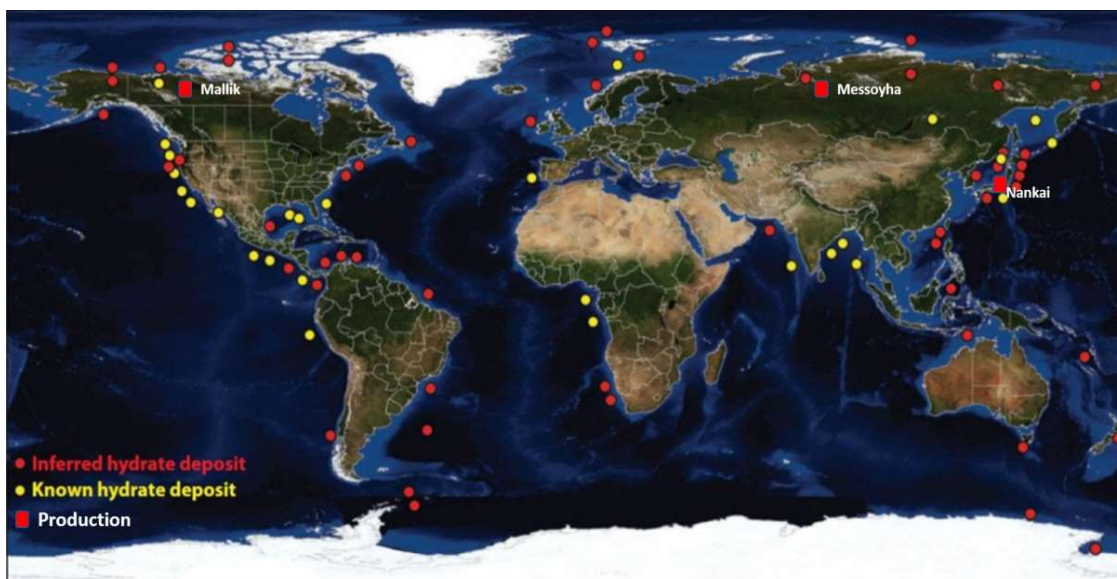 Mallik
Messoyha
Nankai
Inferred hydrate deposit
Known hydrate deposit
Production